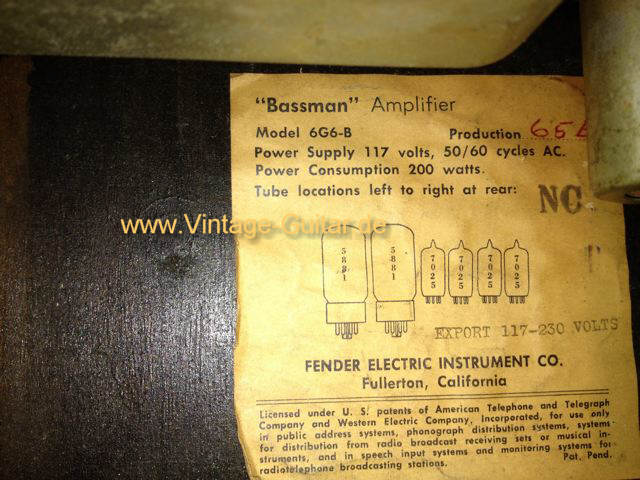 "Bassman" Amplifier
Model 6G6-B Production
Power Supply 117 volts, 50/60 cycles AC.
Power Consumption 200 watts.
Tube locations left to right at rear:
NC
www.Vintage-Guitar.de
5881 5881 7025 7025 7025 7025
EXPORT 117-230 VOLTS
FENDER ELECTRIC INSTRUMENT CO.
Fullerton, California
Licensed under U. S. patents of American Telephone and Telegraph
Company and Western Electric Company, Incorporated, for use only
in public address systems, phonograph distribution systems, systems
for distribution from radio broadcast receiving sets or musical in-
struments, and in speech input systems and monitoring systems for
radiotelephone broadcasting stations. Pat. Pend.